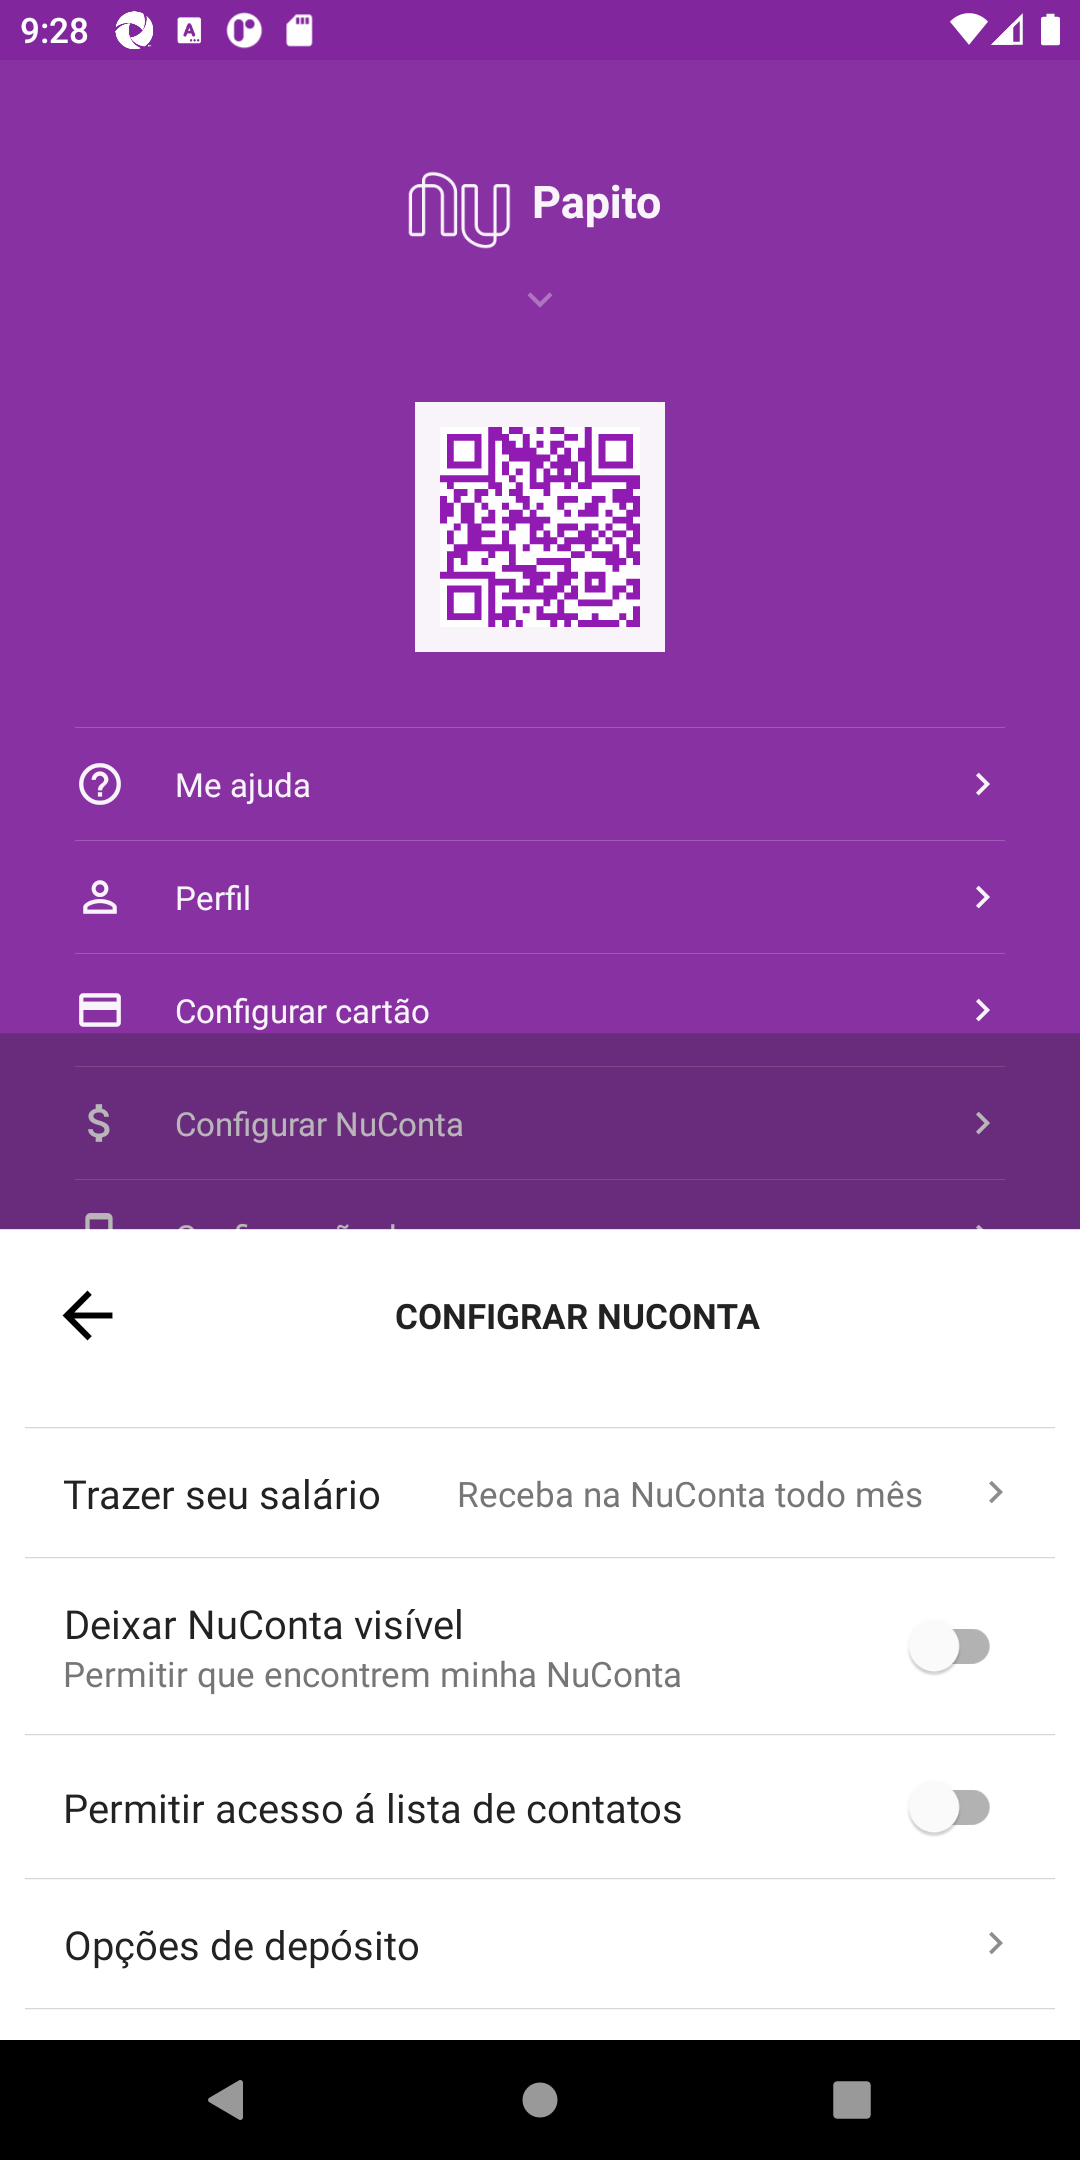 9:28
nu Papito
Me ajuda
Perfil
Configurar cartão
Configurar NuConta
CONFIGRAR NUCONTA
Trazer seu salário Receba na NuConta todo mês
Deixar NuConta visível
Permitir que encontrem minha NuConta
Permitir acesso á lista de contatos
Opções de depósito